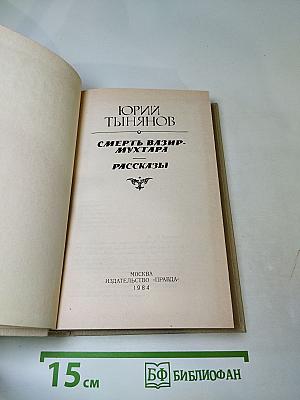 ЮРИЙ
ТЫНЯНОВ
СМЕРТЬ ВАЗИР-
МУХТАРА
РАССКАЗЫ
МОСКВА
ИЗДАТЕЛЬСТВО «ПРАВДА»
1984
15 см
БФ БИБЛИОФАН